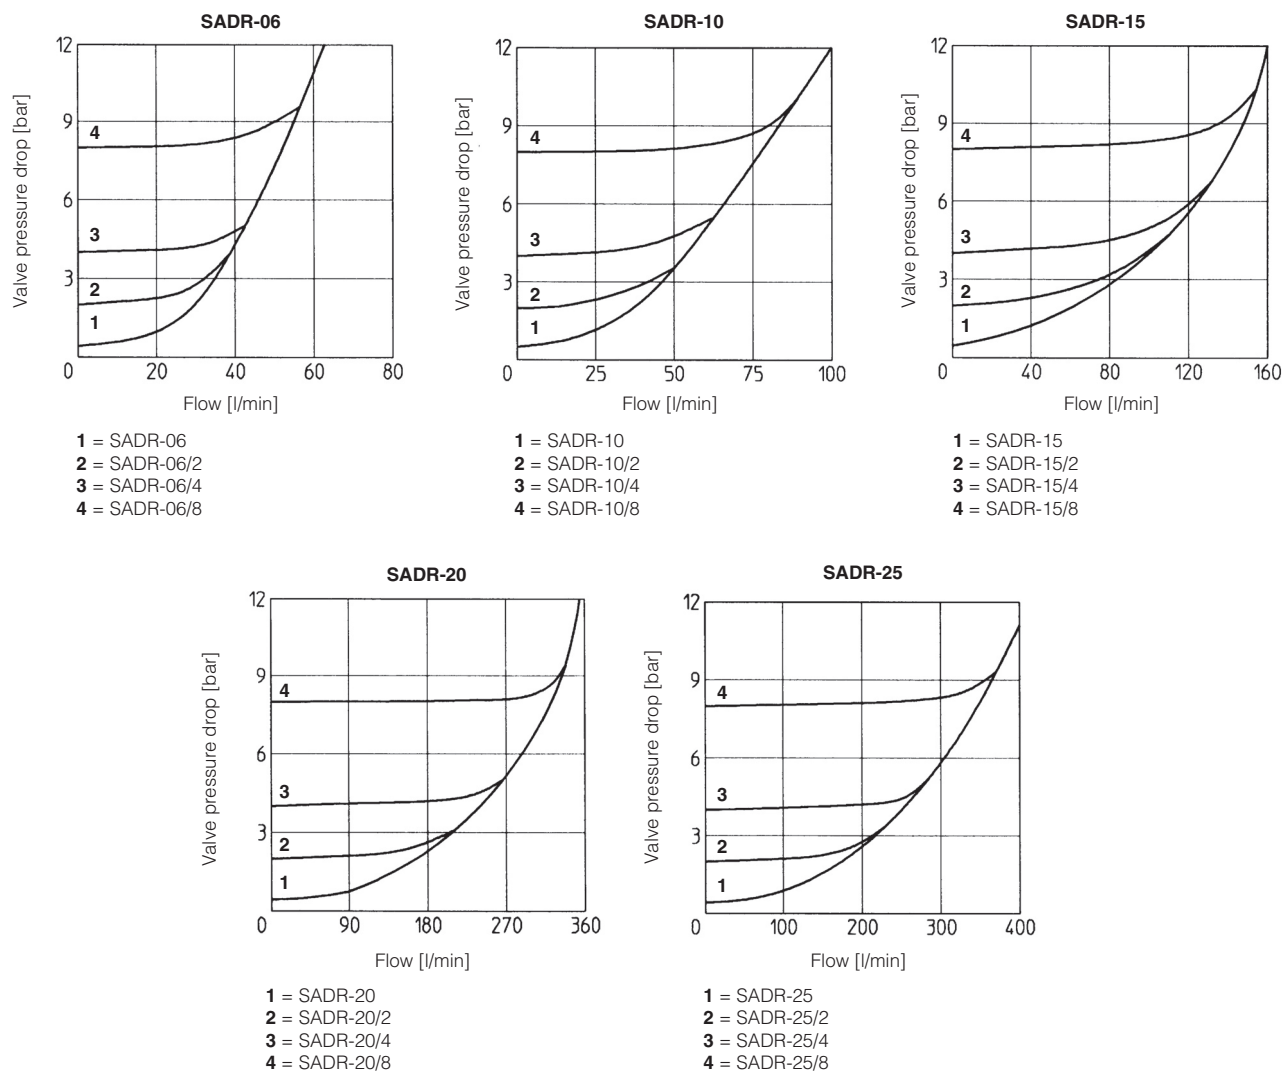 SADR-06
Valve pressure drop [bar]
12
9
6
3
4
3
2
1
0 20 40 60 80
Flow [l/min]
1 = SADR-06
2 = SADR-06/2
3 = SADR-06/4
4 = SADR-06/8
SADR-10
Valve pressure drop [bar]
12
9
6
3
4
3
2
1
0 25 50 75 100
Flow [l/min]
1 = SADR-10
2 = SADR-10/2
3 = SADR-10/4
4 = SADR-10/8
SADR-15
Valve pressure drop [bar]
12
9
6
3
4
3
2
1
0 40 80 120 160
Flow [l/min]
1 = SADR-15
2 = SADR-15/2
3 = SADR-15/4
4 = SADR-15/8
SADR-20
Valve pressure drop [bar]
12
9
6
3
4
3
2
1
0 90 180 270 360
Flow [l/min]
1 = SADR-20
2 = SADR-20/2
3 = SADR-20/4
4 = SADR-20/8
SADR-25
Valve pressure drop [bar]
12
9
6
3
4
3
2
1
0 100 200 300 400
Flow [l/min]
1 = SADR-25
2 = SADR-25/2
3 = SADR-25/4
4 = SADR-25/8